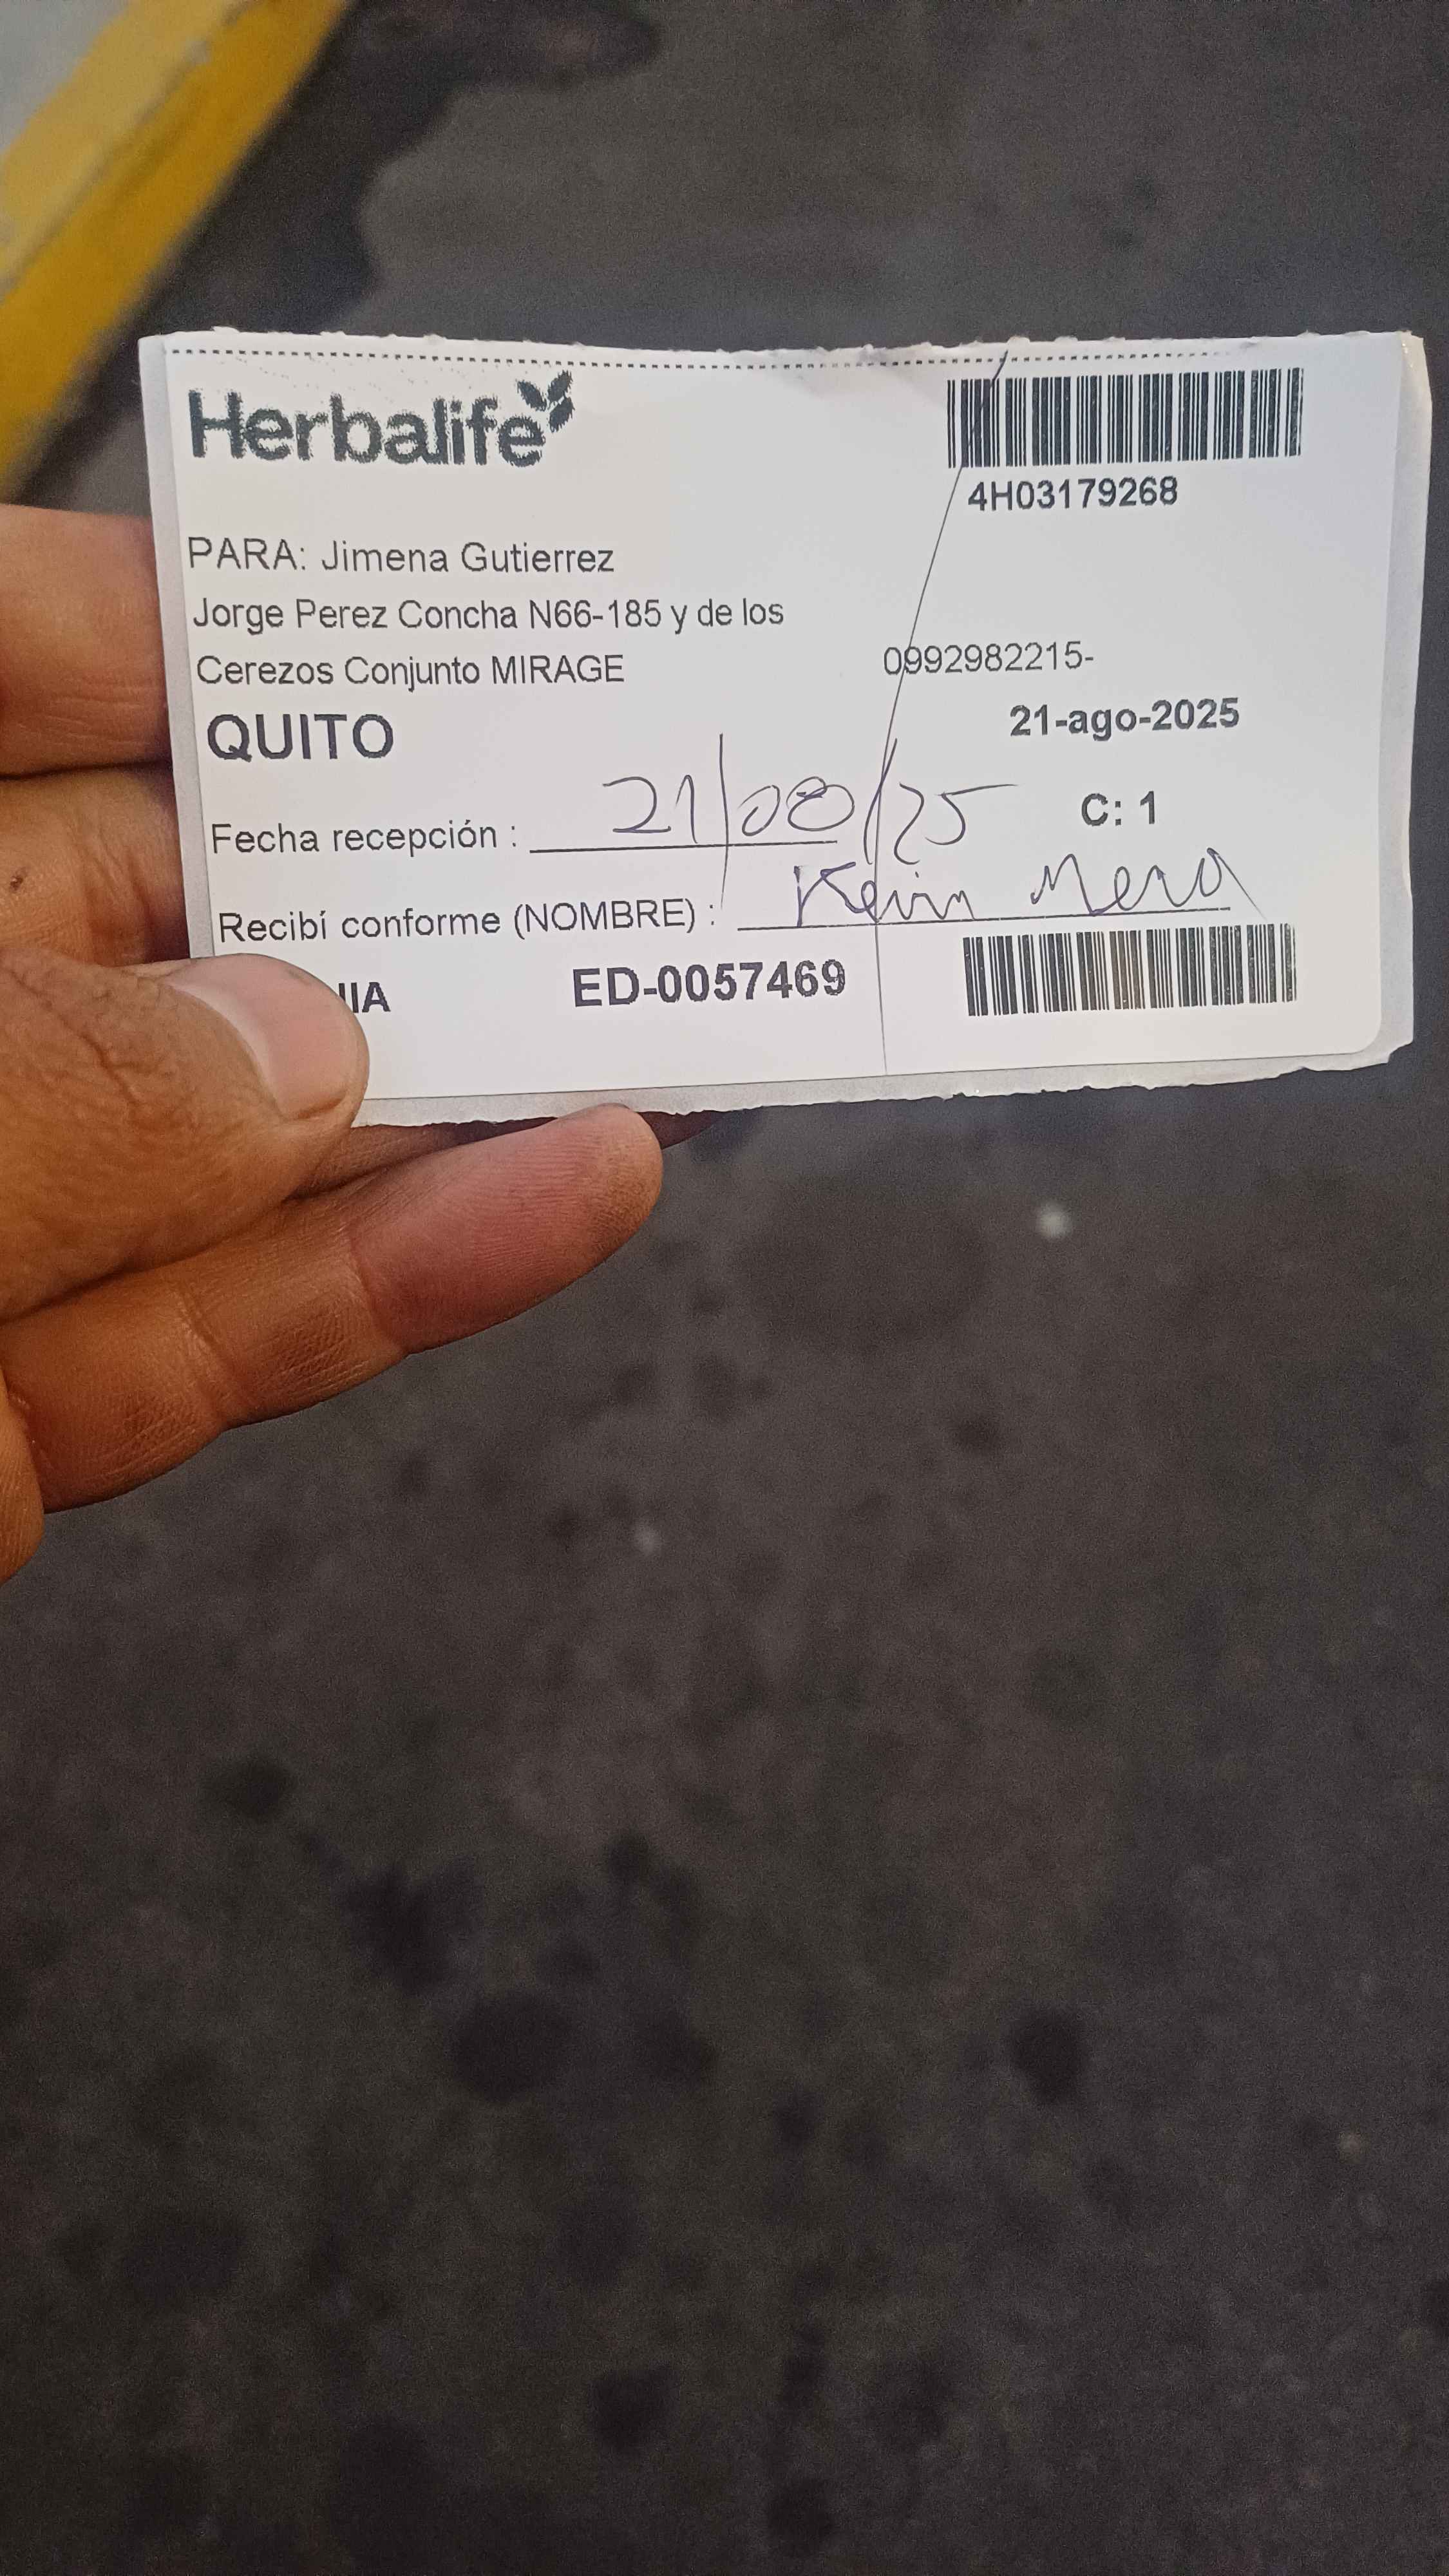 Herbalife
4H03179268
PARA: Jimena Gutierrez
Jorge Perez Concha N66-185 y de los
Cerezos Conjunto MIRAGE 0992982215-
QUITO 21-ago-2025
Fecha recepción : 21/08/25 C: 1
Recibí conforme (NOMBRE) : Kevin Mera
ED-0057469